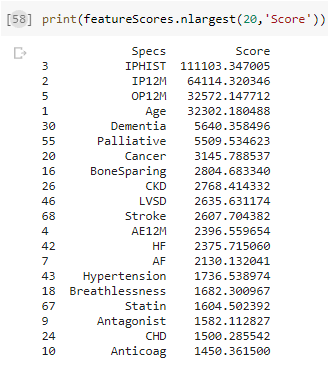 [58] print(featureScores.nlargest(20,'Score'))
Specs Score
3 IPHIST 111103.347005
2 IP12M 64114.320346
5 OP12M 32572.147712
1 Age 32302.180488
30 Dementia 5640.358496
55 Palliative 5509.534623
20 Cancer 3145.788537
16 BoneSparing 2804.683340
26 CKD 2768.414332
46 LVSD 2635.631174
68 Stroke 2607.704382
4 AE12M 2396.559654
42 HF 2375.715060
7 AF 2130.132041
43 Hypertension 1736.538974
18 Breathlessness 1682.300967
67 Statin 1604.502392
9 Antagonist 1582.112827
24 CHD 1500.285542
10 Anticoag 1450.361500